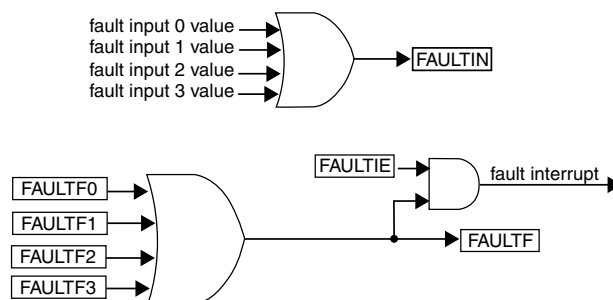 fault input 0 value
fault input 1 value
fault input 2 value
fault input 3 value
FAULTIN
FAULTIE
fault interrupt
FAULTF0
FAULTF1
FAULTF2
FAULTF3
FAULTF